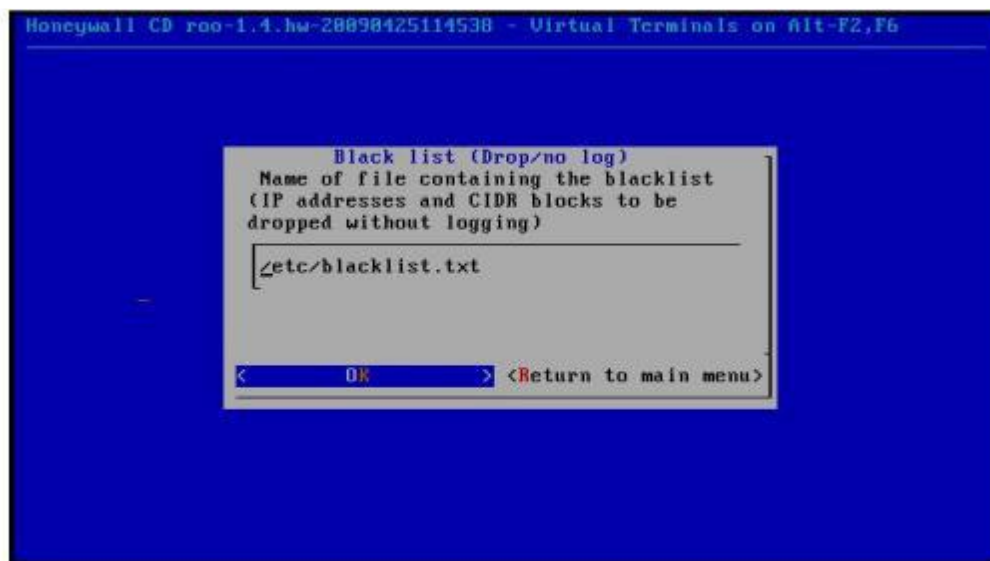 Honeywall CD roo-1.4.hw-20090425114538 - Virtual Terminals on Alt-F2,F6
Black list (Drop/no log)
Name of file containing the blacklist
(IP addresses and CIDR blocks to be
dropped without logging)
/etc/blacklist.txt
< OK > <Return to main menu>